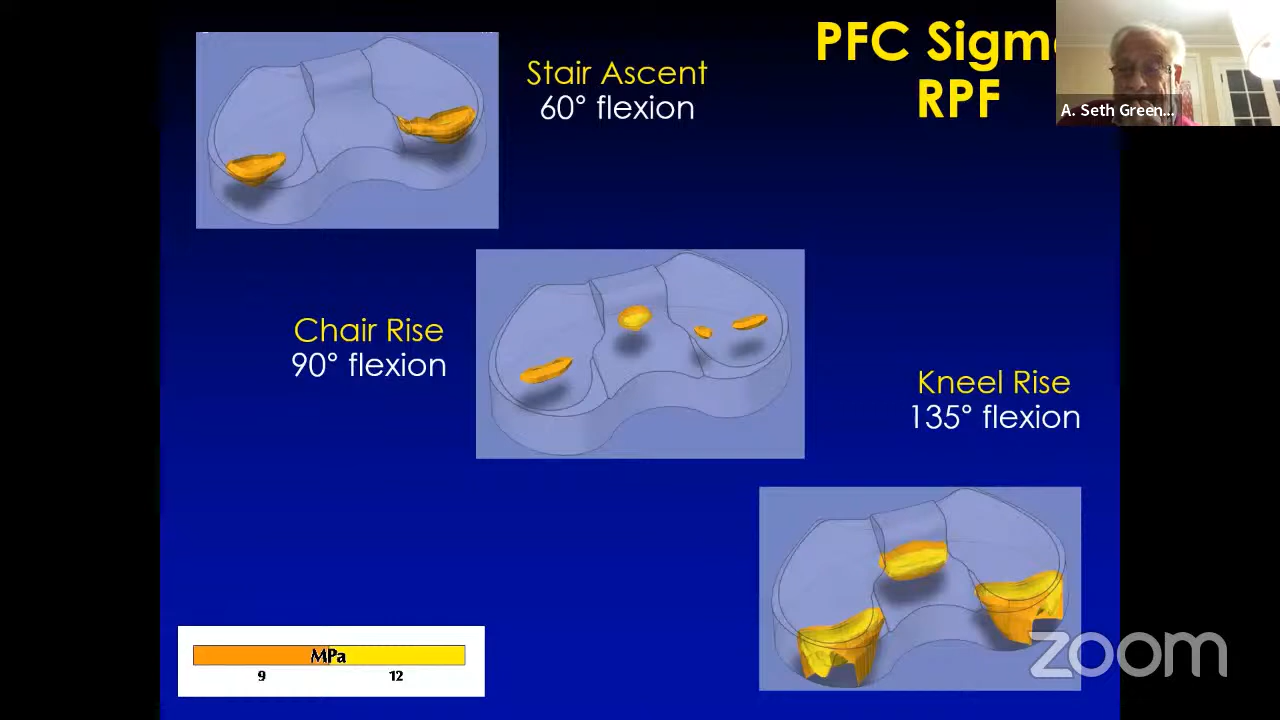 PFC Sigm
RPF
A. Seth Green...
Stair Ascent
60° flexion
Chair Rise
90° flexion
Kneel Rise
135° flexion
MPa
9 12
zoom